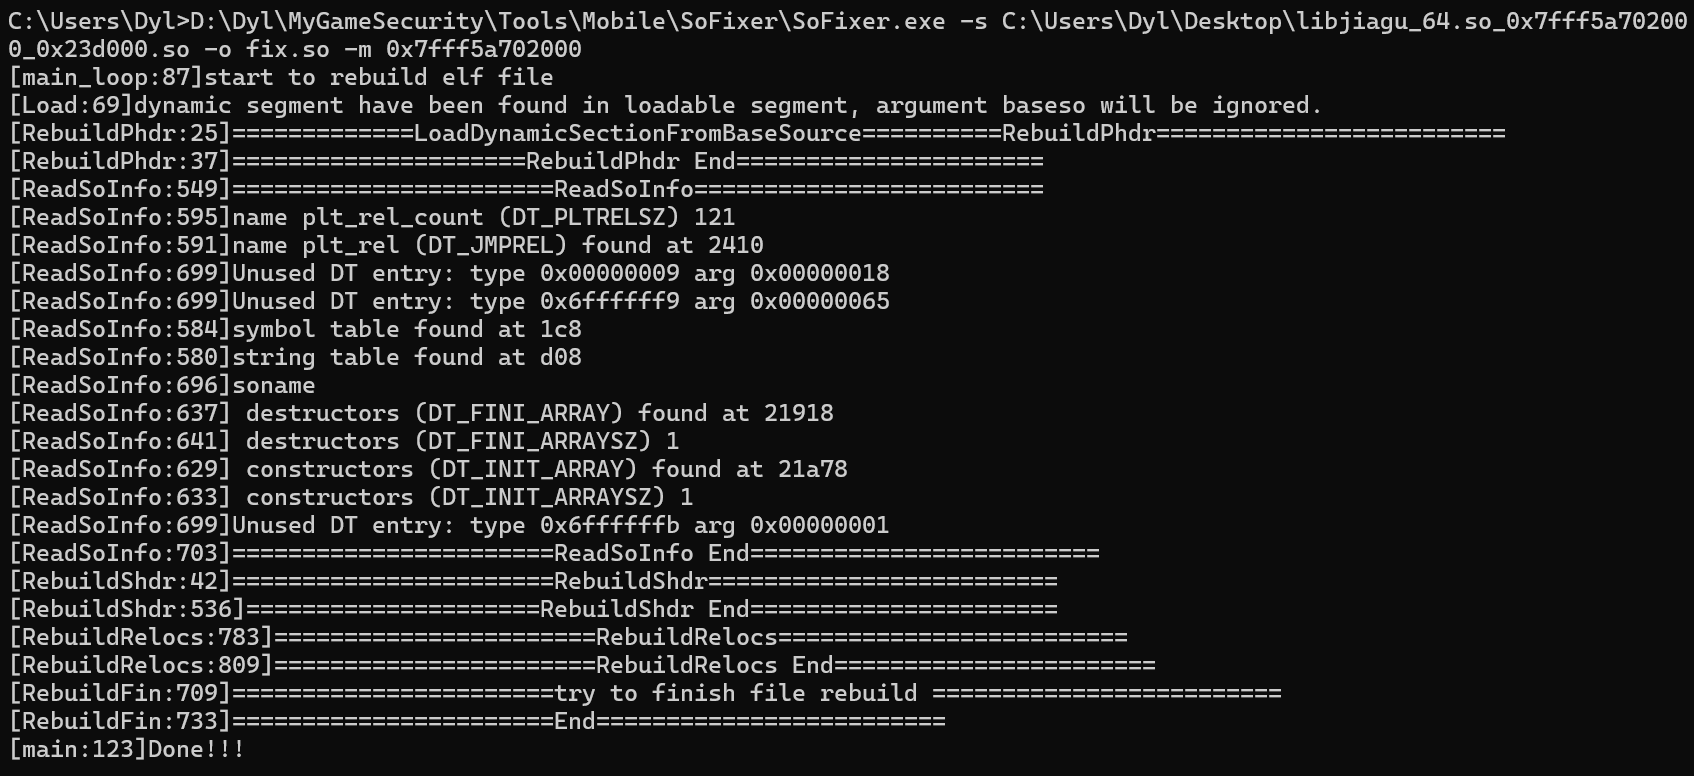 C:\Users\Dyl>D:\Dyl\MyGameSecurity\Tools\Mobile\SoFixer\SoFixer.exe -s C:\Users\Dyl\Desktop\libjiagu_64.so_0x7fff5a70200
0_0x23d000.so -o fix.so -m 0x7fff5a702000
[main_loop:87]start to rebuild elf file
[Load:69]dynamic segment have been found in loadable segment, argument baseso will be ignored.
[RebuildPhdr:25]=============LoadDynamicSectionFromBaseSource==========RebuildPhdr=========================
[RebuildPhdr:37]=====================RebuildPhdr End======================
[ReadSoInfo:549]=======================ReadSoInfo=========================
[ReadSoInfo:595]name plt_rel_count (DT_PLTRELSZ) 121
[ReadSoInfo:591]name plt_rel (DT_JMPREL) found at 2410
[ReadSoInfo:699]Unused DT entry: type 0x00000009 arg 0x00000018
[ReadSoInfo:699]Unused DT entry: type 0x6ffffff9 arg 0x00000065
[ReadSoInfo:584]symbol table found at 1c8
[ReadSoInfo:580]string table found at d08
[ReadSoInfo:696]soname
[ReadSoInfo:637] destructors (DT_FINI_ARRAY) found at 21918
[ReadSoInfo:641] destructors (DT_FINI_ARRAYSZ) 1
[ReadSoInfo:629] constructors (DT_INIT_ARRAY) found at 21a78
[ReadSoInfo:633] constructors (DT_INIT_ARRAYSZ) 1
[ReadSoInfo:699]Unused DT entry: type 0x6ffffffb arg 0x00000001
[ReadSoInfo:703]=======================ReadSoInfo End=========================
[RebuildShdr:42]=======================RebuildShdr=========================
[RebuildShdr:536]=====================RebuildShdr End======================
[RebuildRelocs:783]=======================RebuildRelocs=========================
[RebuildRelocs:809]=======================RebuildRelocs End=======================
[RebuildFin:709]=======================try to finish file rebuild =========================
[RebuildFin:733]=======================End=========================
[main:123]Done!!!